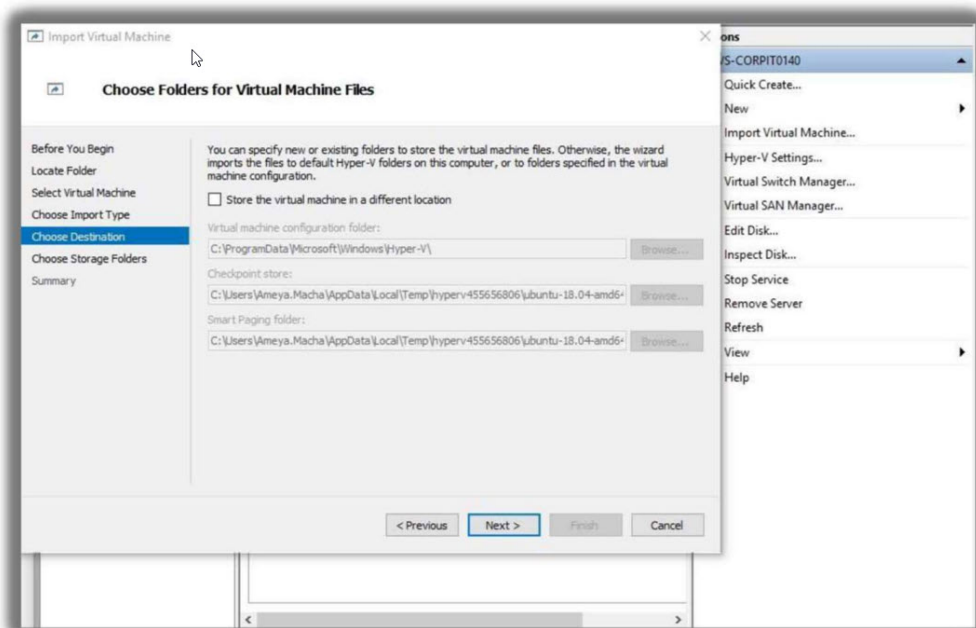 Import Virtual Machine
Choose Folders for Virtual Machine Files
Before You Begin
Locate Folder
Select Virtual Machine
Choose Import Type
Choose Destination
Choose Storage Folders
Summary
You can specify new or existing folders to store the virtual machine files. Otherwise, the wizard
imports the files to default Hyper-V folders on this computer, or to folders specified in the virtual
machine configuration.
Store the virtual machine in a different location
Virtual machine configuration folder:
C:\ProgramData\Microsoft\Windows\Hyper-V\
Browse...
Checkpoint store:
C:\Users\Ameya.Macha\AppData\Local\Temp\hyperv455656806\ubuntu-18.04-amd64
Browse...
Smart Paging folder:
C:\Users\Ameya.Macha\AppData\Local\Temp\hyperv455656806\ubuntu-18.04-amd64
Browse...
< Previous
Next >
Finish
Cancel
ons
S-CORPIT0140
Quick Create...
New
Import Virtual Machine...
Hyper-V Settings...
Virtual Switch Manager...
Virtual SAN Manager...
Edit Disk...
Inspect Disk...
Stop Service
Remove Server
Refresh
View
Help